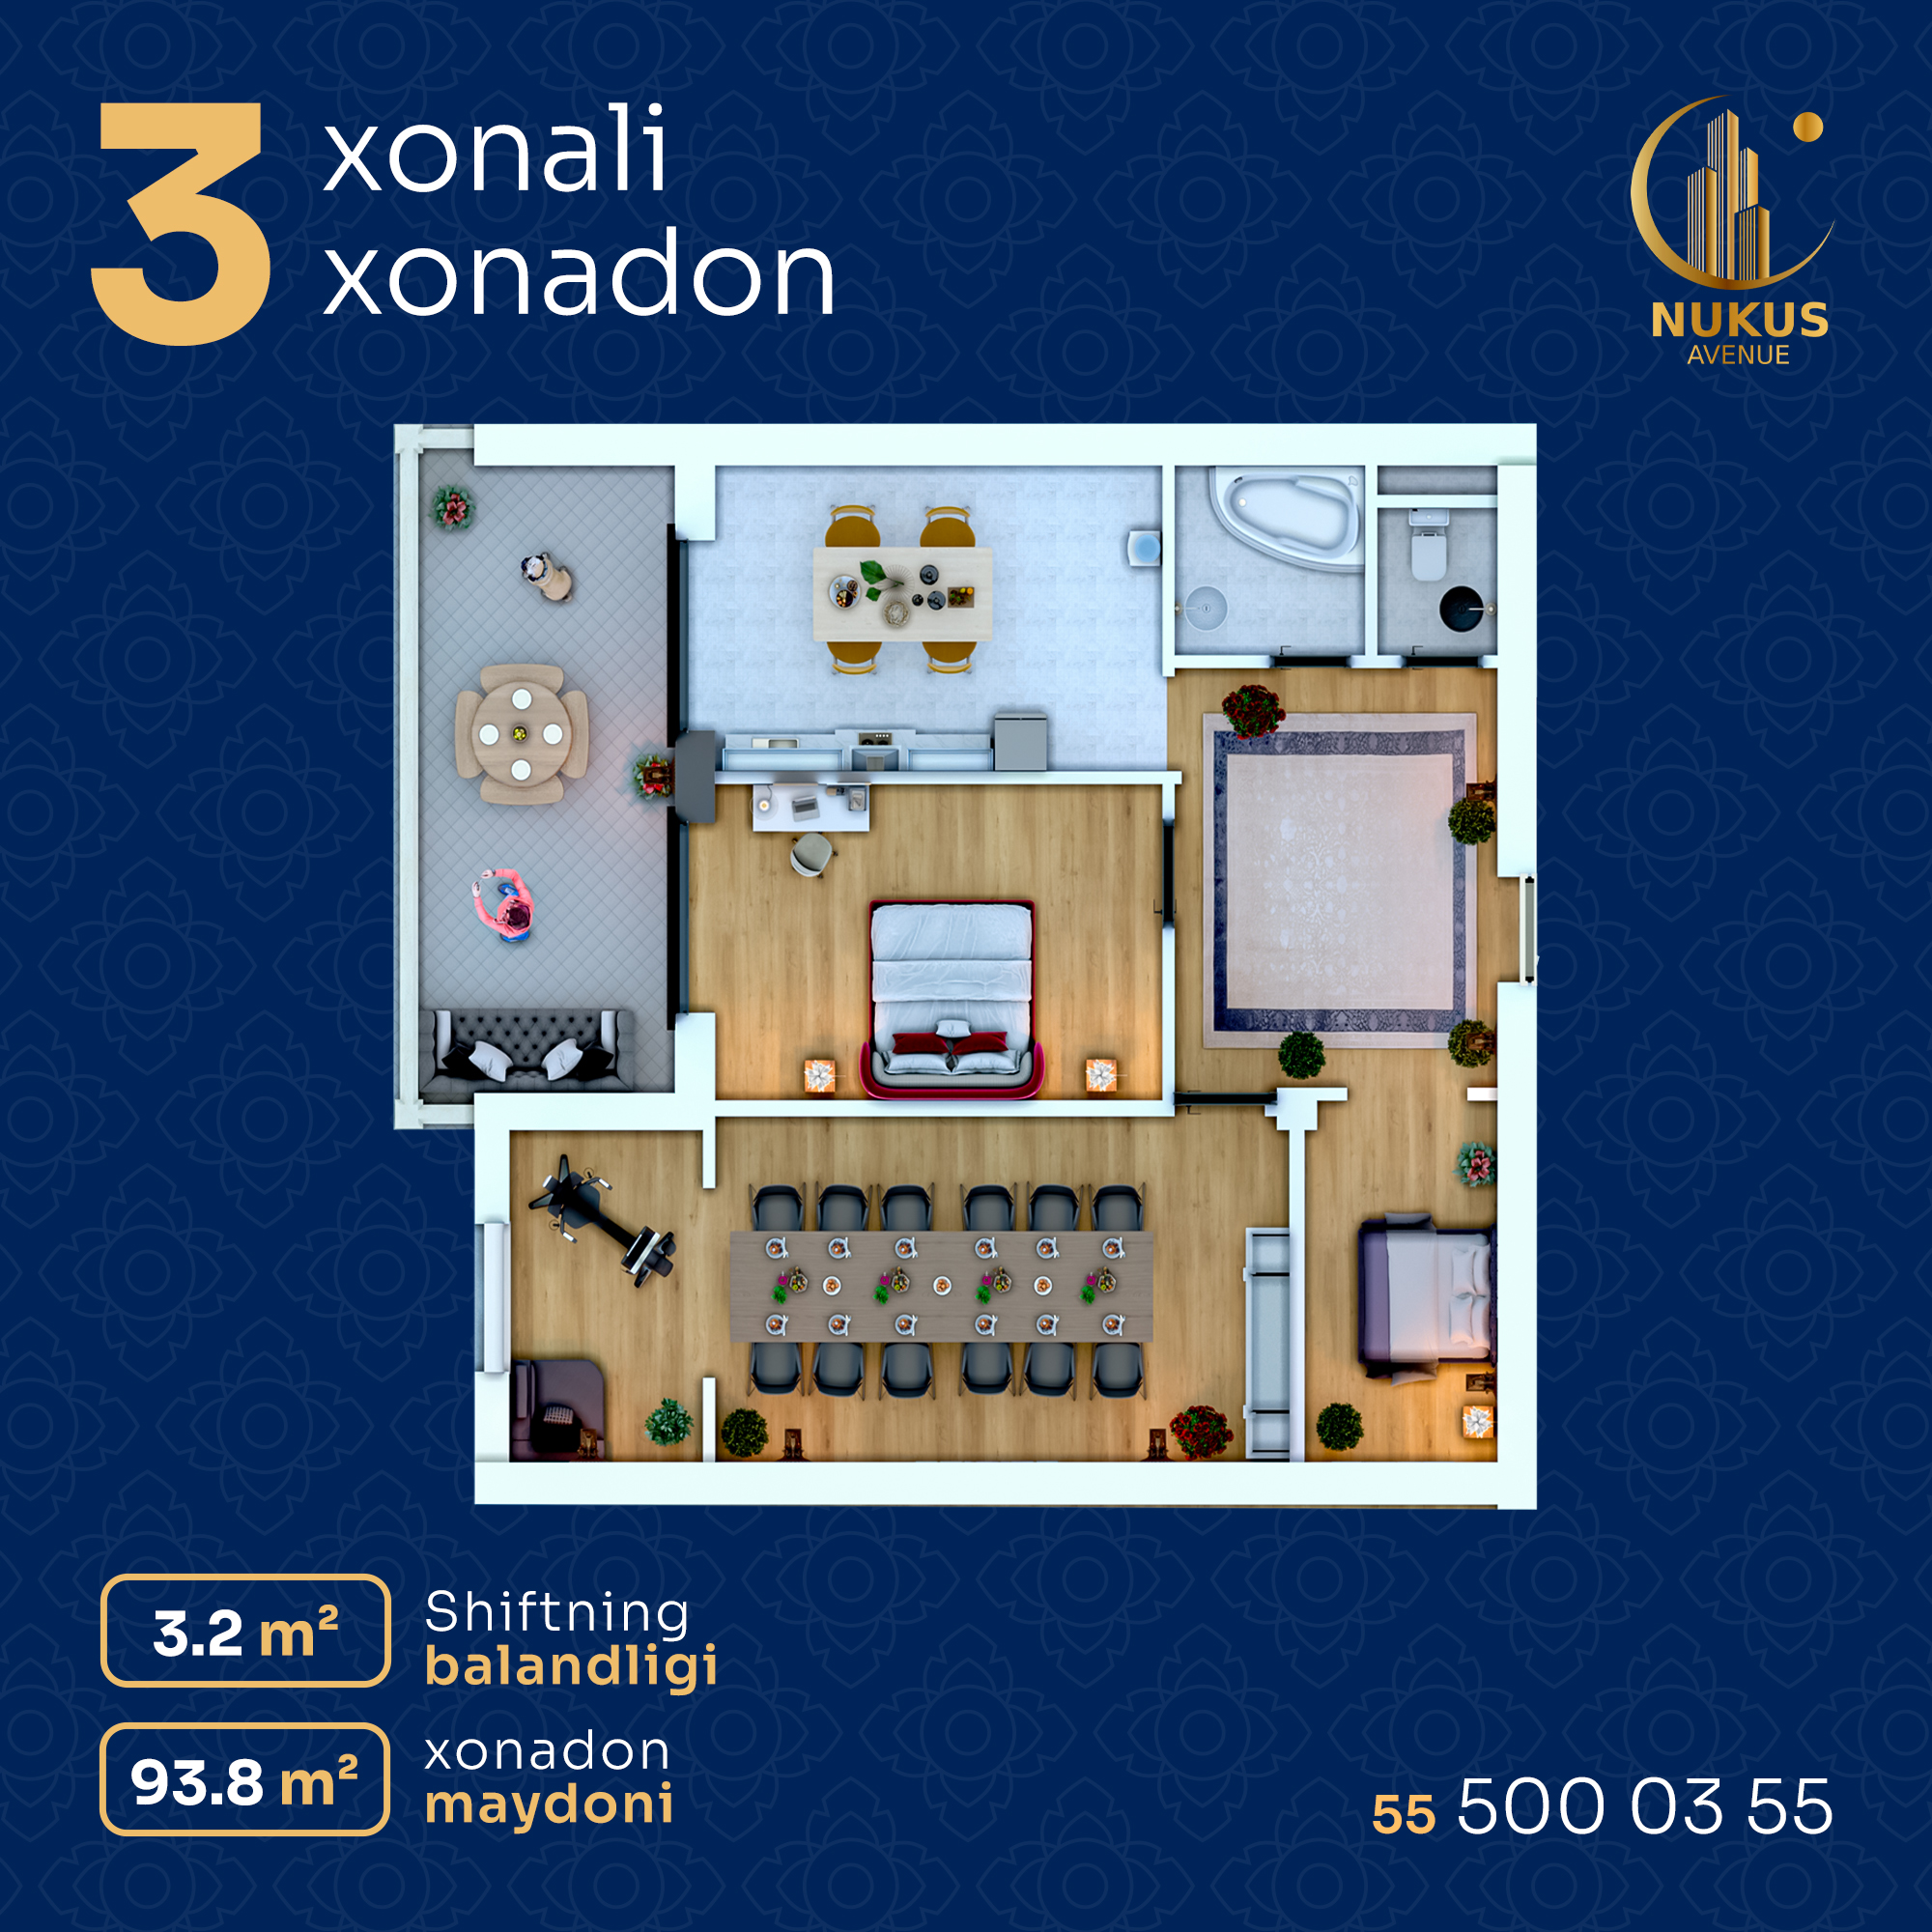 3 xonali
xonadon
NUKUS
AVENUE
3.2 m²
Shiftning
balandligi
93.8 m²
xonadon
maydoni
55 500 03 55